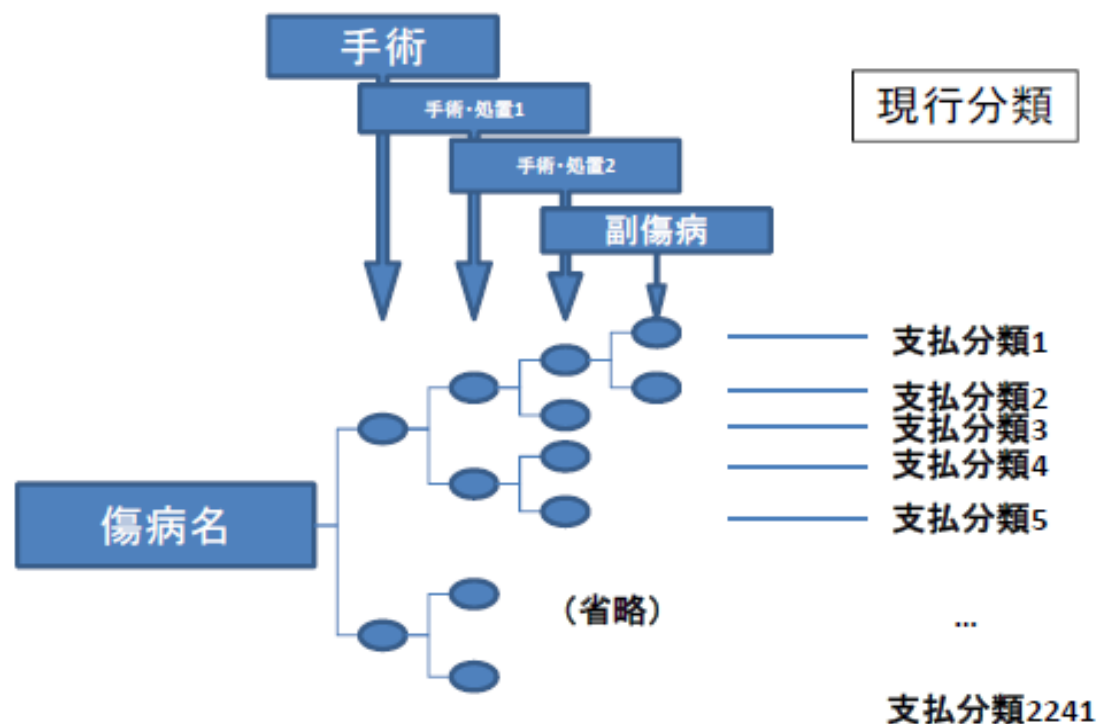 手術
手術・処置1
現行分類
手術・処置2
副傷病
支払分類1
支払分類2
支払分類3
支払分類4
傷病名
支払分類5
（省略）
...
支払分類2241